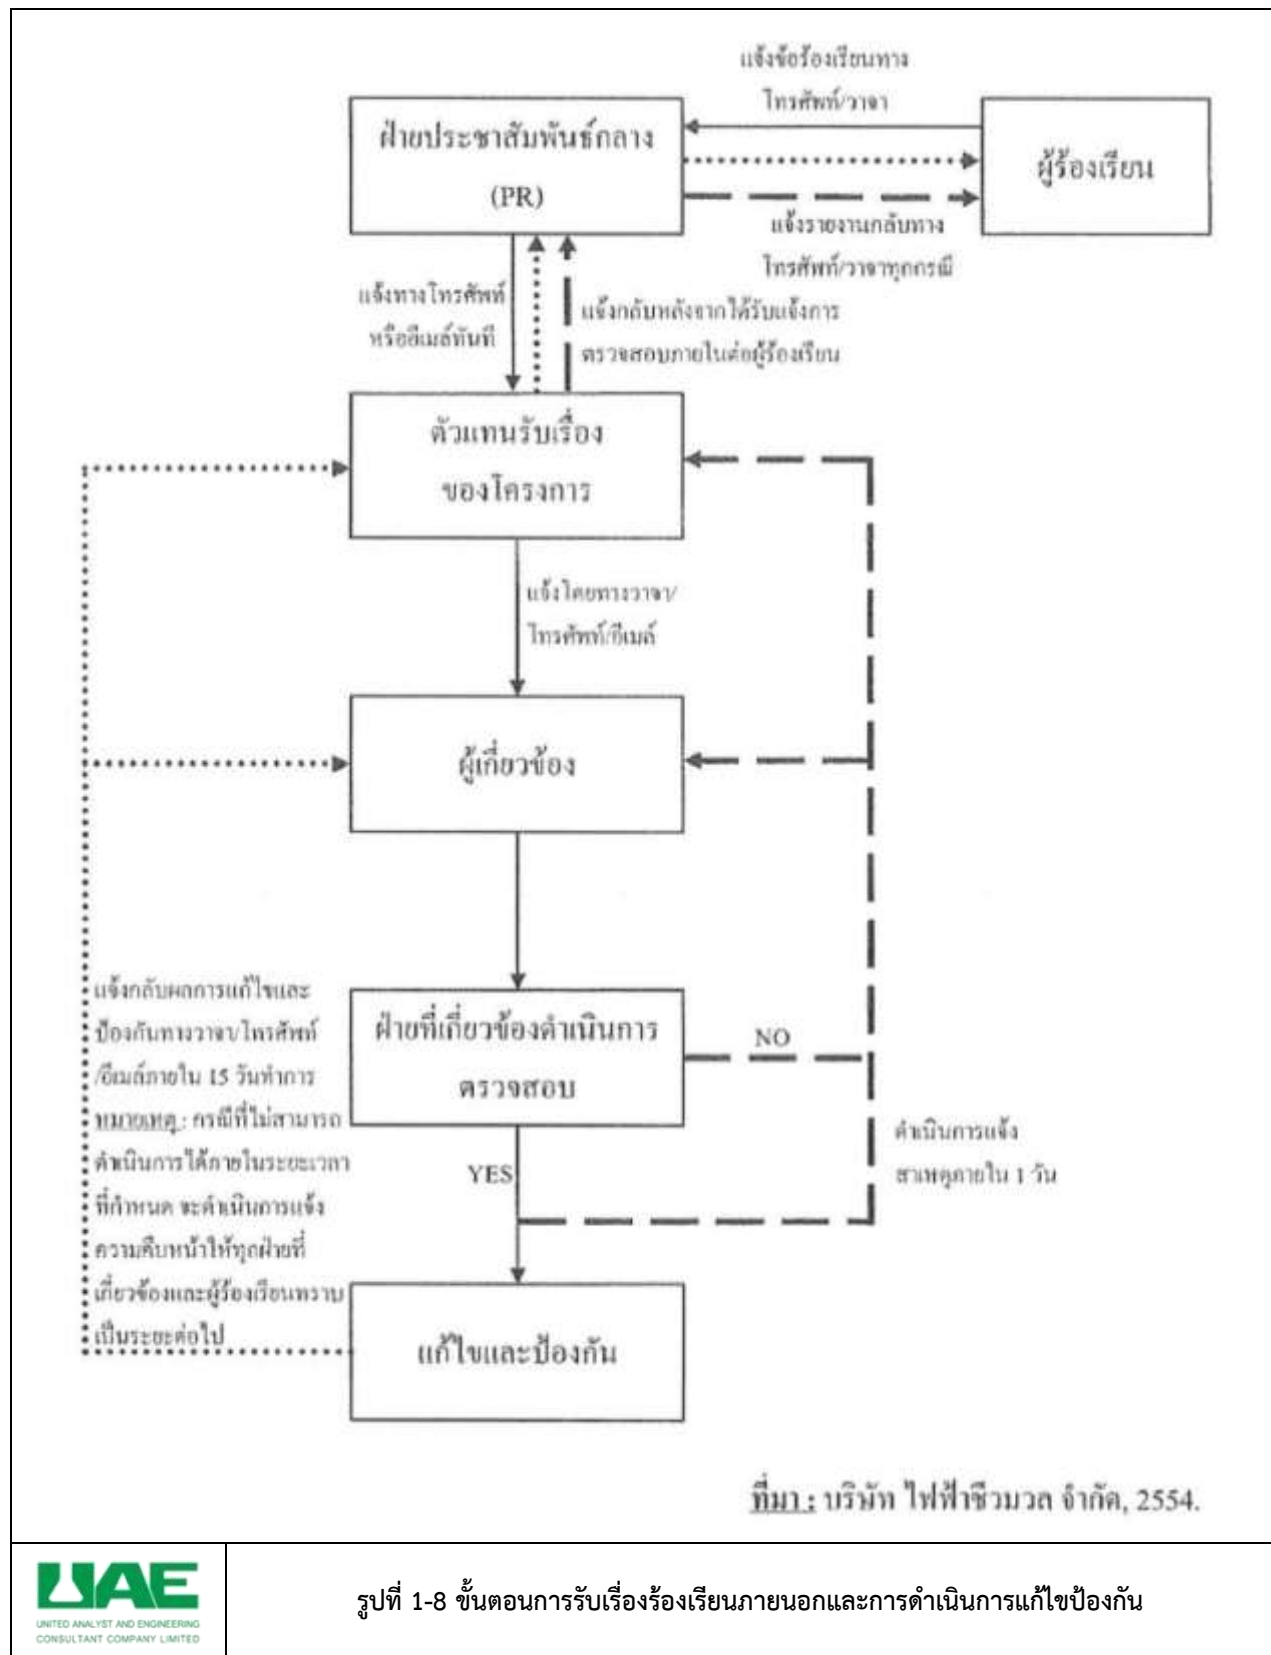 แจ้งข้อร้องเรียนทาง
โทรศัพท์/วาจา
ฝ่ายประชาสัมพันธ์กลาง
(PR)
ผู้ร้องเรียน
แจ้งรายงานกลับทาง
โทรศัพท์/วาจาทุกกรณี
แจ้งทางโทรศัพท์
หรืออีเมล์ทันที
แจ้งกลับหลังจากได้รับแจ้งการ
ตรวจสอบภายในต่อผู้ร้องเรียน
ตัวแทนรับเรื่อง
ของโครงการ
แจ้งโดยทางวาจา/
โทรศัพท์/อีเมล์
ผู้เกี่ยวข้อง
ฝ่ายที่เกี่ยวข้องดำเนินการ
ตรวจสอบ
NO
YES
ดำเนินการแจ้ง
สาเหตุภายใน 1 วัน
แจ้งกลับผลการแก้ไขและ
ป้องกันทางวาจา/โทรศัพท์
/อีเมล์ภายใน 15 วันทำการ
หมายเหตุ : กรณีที่ไม่สามารถ
ดำเนินการได้ภายในระยะเวลา
ที่กำหนด จะดำเนินการแจ้ง
ความคืบหน้าให้ทุกฝ่ายที่
เกี่ยวข้องและผู้ร้องเรียนทราบ
เป็นระยะต่อไป
แก้ไขและป้องกัน
ที่มา : บริษัท ไฟฟ้าชีวมวล จำกัด, 2554.
UAE
UNITED ANALYST AND ENGINEERING
CONSULTANT COMPANY LIMITED
รูปที่ 1-8 ขั้นตอนการรับเรื่องร้องเรียนภายนอกและการดำเนินการแก้ไขป้องกัน